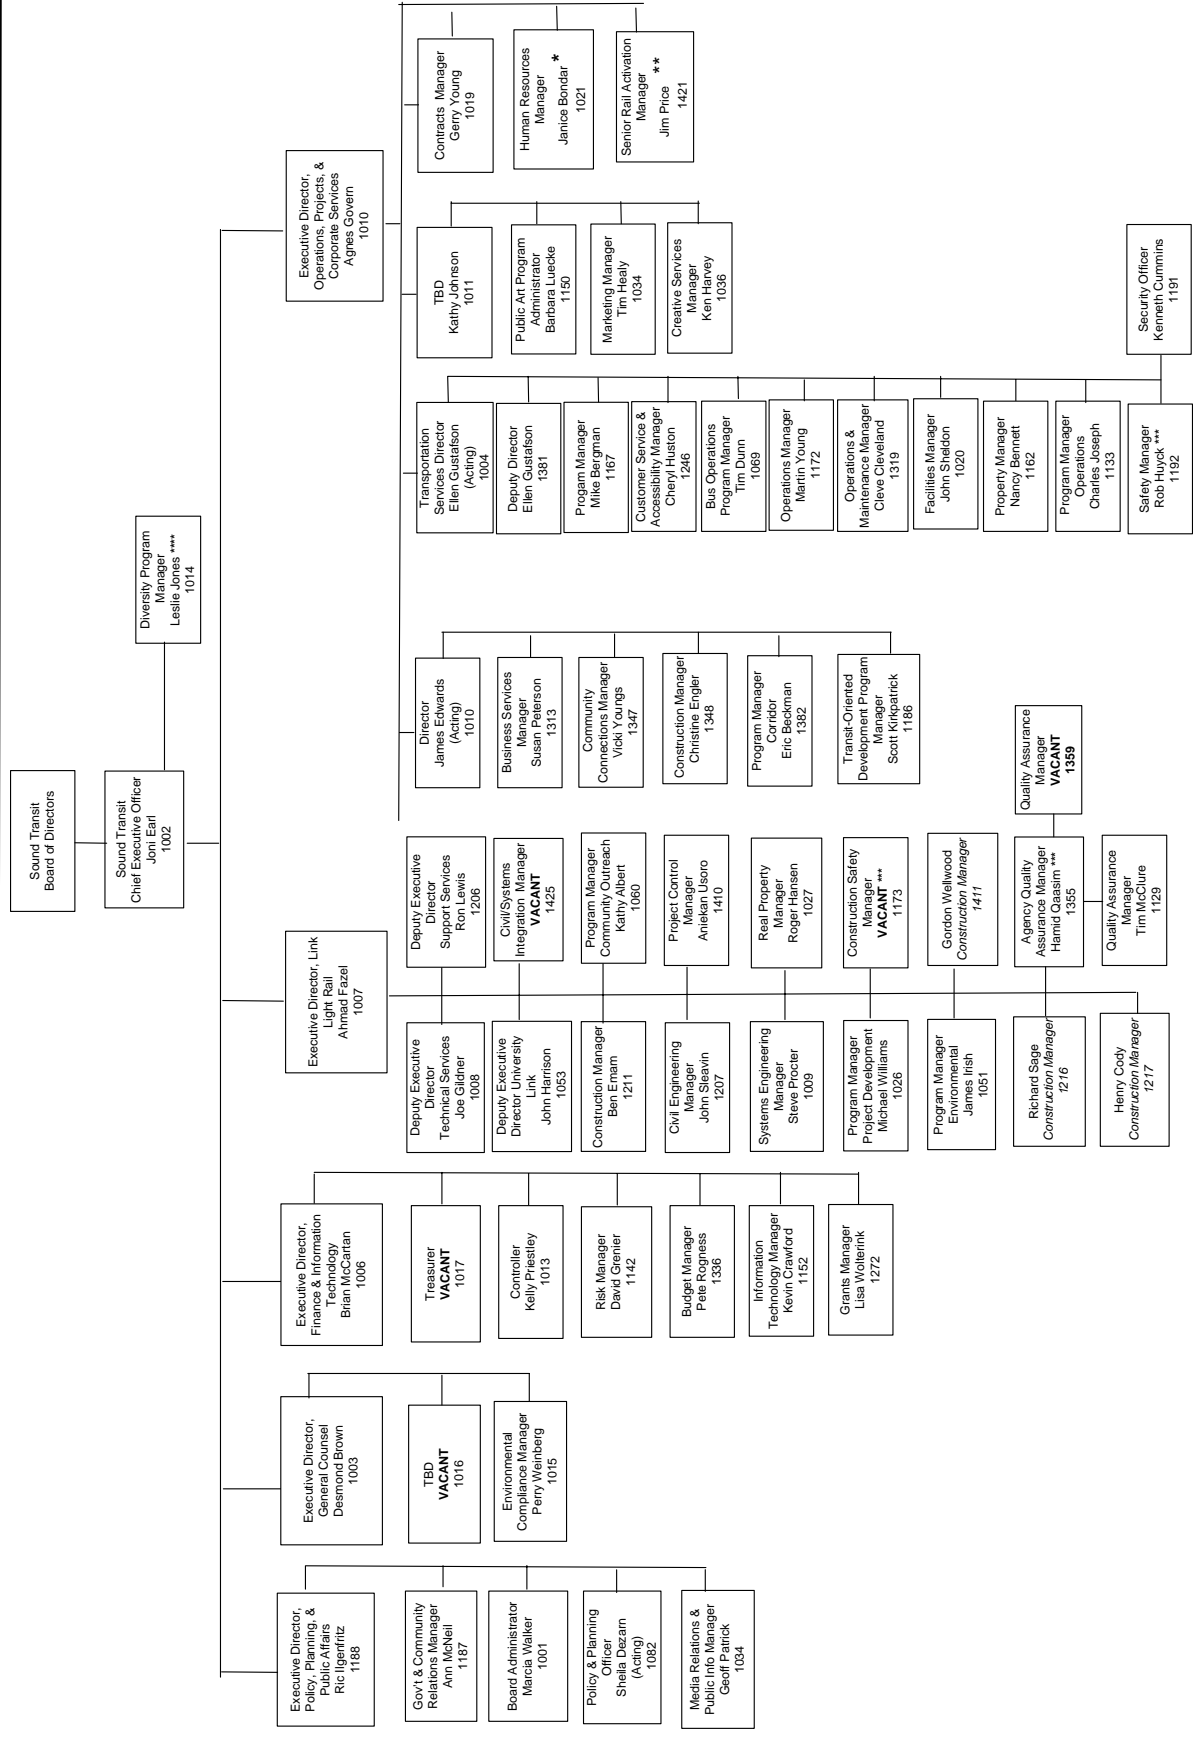 Sound Transit
Board of Directors
Sound Transit
Chief Executive Officer
Joni Earl
1002
Diversity Program
Manager
Leslie Jones ****
1014
Executive Director,
Policy, Planning, &
Public Affairs
Ric Ilgenfritz
1188
Gov't & Community
Relations Manager
Ann McNeil
1187
Board Administrator
Marcia Walker
1001
Policy & Planning
Officer
Sheila Dezarn
(Acting)
1082
Media Relations &
Public Info Manager
Geoff Patrick
1034
Executive Director,
General Counsel
Desmond Brown
1003
TBD
VACANT
1016
Environmental
Compliance Manager
Perry Weinberg
1015
Executive Director,
Finance & Information
Technology
Brian McCartan
1006
Treasurer
VACANT
1017
Controller
Kelly Priestley
1013
Risk Manager
David Grenier
1142
Budget Manager
Pete Rogness
1336
Information
Technology Manager
Kevin Crawford
1152
Grants Manager
Lisa Wolterink
1272
Executive Director, Link
Light Rail
Ahmad Fazel
1007
Deputy Executive
Director
Technical Services
Joe Gildner
1008
Deputy Executive
Director University
Link
John Harrison
1053
Construction Manager
Ben Emam
1211
Civil Engineering
Manager
John Sleavin
1207
Systems Engineering
Manager
Steve Procter
1009
Program Manager
Project Development
Michael Williams
1026
Program Manager
Environmental
James Irish
1051
Richard Sage
Construction Manager
1216
Henry Cody
Construction Manager
1217
Deputy Executive
Director
Support Services
Ron Lewis
1206
Civil/Systems
Integration Manager
VACANT
1425
Program Manager
Community Outreach
Kathy Albert
1060
Project Control
Manager
Aniekan Usoro
1410
Real Property
Manager
Roger Hansen
1027
Construction Safety
Manager
VACANT ***
1173
Gordon Wellwood
Construction Manager
1411
Agency Quality
Assurance Manager
Hamid Qaasim ***
1355
Quality Assurance
Manager
Tim McClure
1129
Quality Assurance
Manager
VACANT
1359
Executive Director,
Operations, Projects, &
Corporate Services
Agnes Govern
1010
Director
James Edwards
(Acting)
1010
Business Services
Manager
Susan Peterson
1313
Community
Connections Manager
Vicki Youngs
1347
Construction Manager
Christine Engler
1348
Program Manager
Corridor
Eric Beckman
1382
Transit-Oriented
Development Program
Manager
Scott Kirkpatrick
1186
Transportation
Services Director
Ellen Gustafson
(Acting)
1004
Deputy Director
Ellen Gustafson
1381
Progam Manager
Mike Bergman
1167
Customer Service &
Accessibility Manager
Cheryl Huston
1246
Bus Operations
Program Manager
Tim Dunn
1069
Operations Manager
Martin Young
1172
Operations &
Maintenance Manager
Cleve Cleveland
1319
Facilities Manager
John Sheldon
1020
Property Manager
Nancy Bennett
1162
Program Manager
Operations
Charles Joseph
1133
Safety Manager
Rob Huyck ***
1192
Security Officer
Kenneth Cummins
1191
TBD
Kathy Johnson
1011
Public Art Program
Administrator
Barbara Luecke
1150
Marketing Manager
Tim Healy
1034
Creative Services
Manager
Ken Harvey
1036
Contracts Manager
Gerry Young
1019
Human Resources
Manager
Janice Bondar *
1021
Senior Rail Activation
Manager
Jim Price **
1421